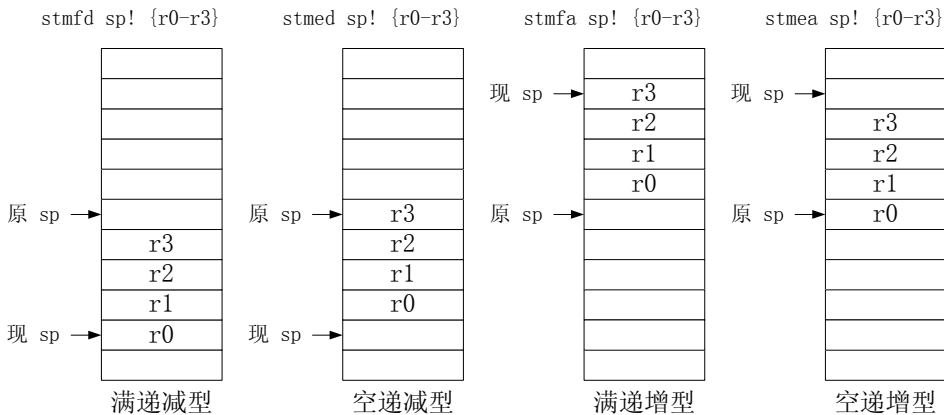 stmfd sp! {r0-r3}
stmed sp! {r0-r3}
stmfa sp! {r0-r3}
stmea sp! {r0-r3}
原 sp
r3
r2
r1
现 sp
r0
满递减型
原 sp
r3
r2
r1
r0
现 sp
空递减型
现 sp
r3
r2
r1
r0
原 sp
满递增型
现 sp
r3
r2
r1
原 sp
r0
空递增型